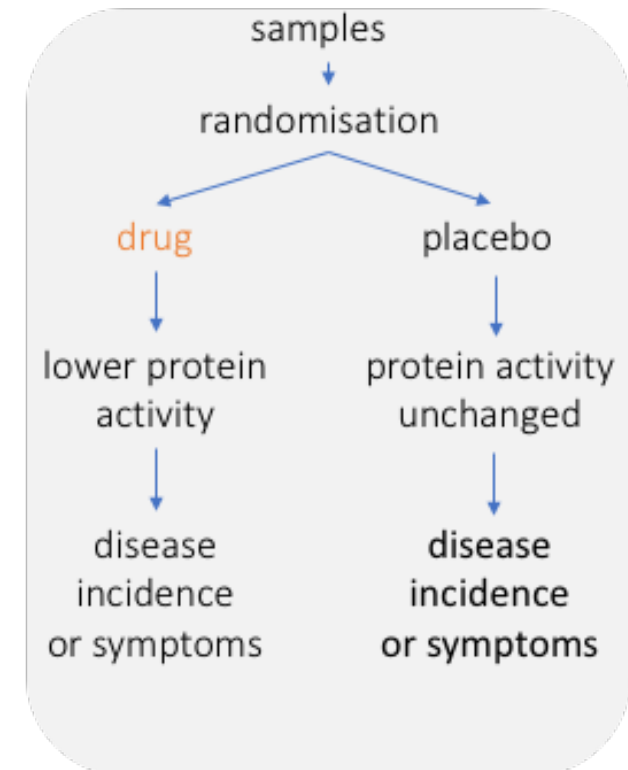 samples
randomisation
drug
placebo
lower protein
activity
protein activity
unchanged
disease
incidence
or symptoms
disease
incidence
or symptoms